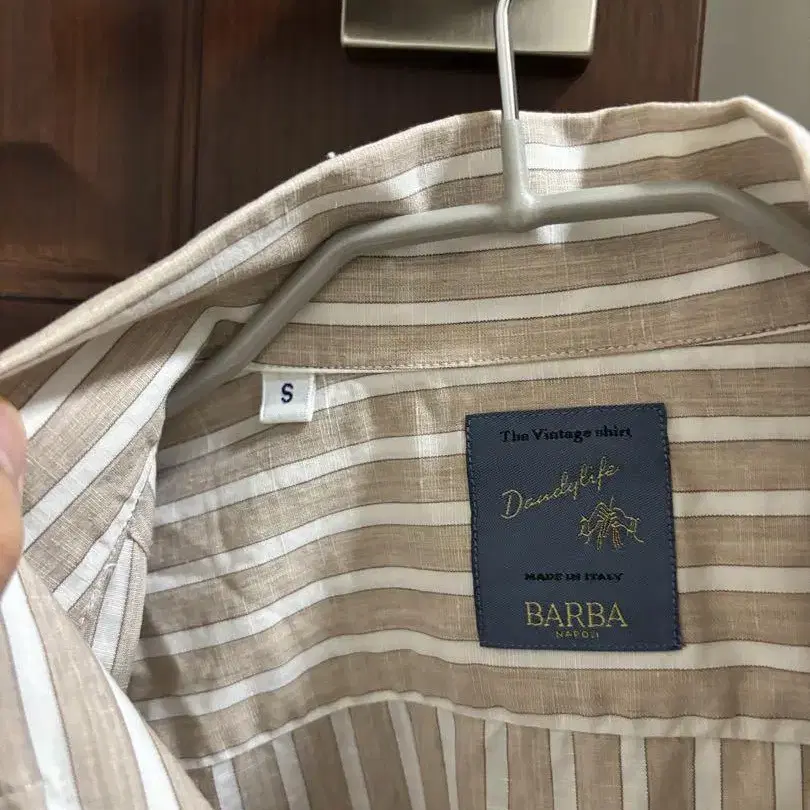 S
The Vintage shirt
Dandylife
MADE IN ITALY
BARBA
NAPOLI